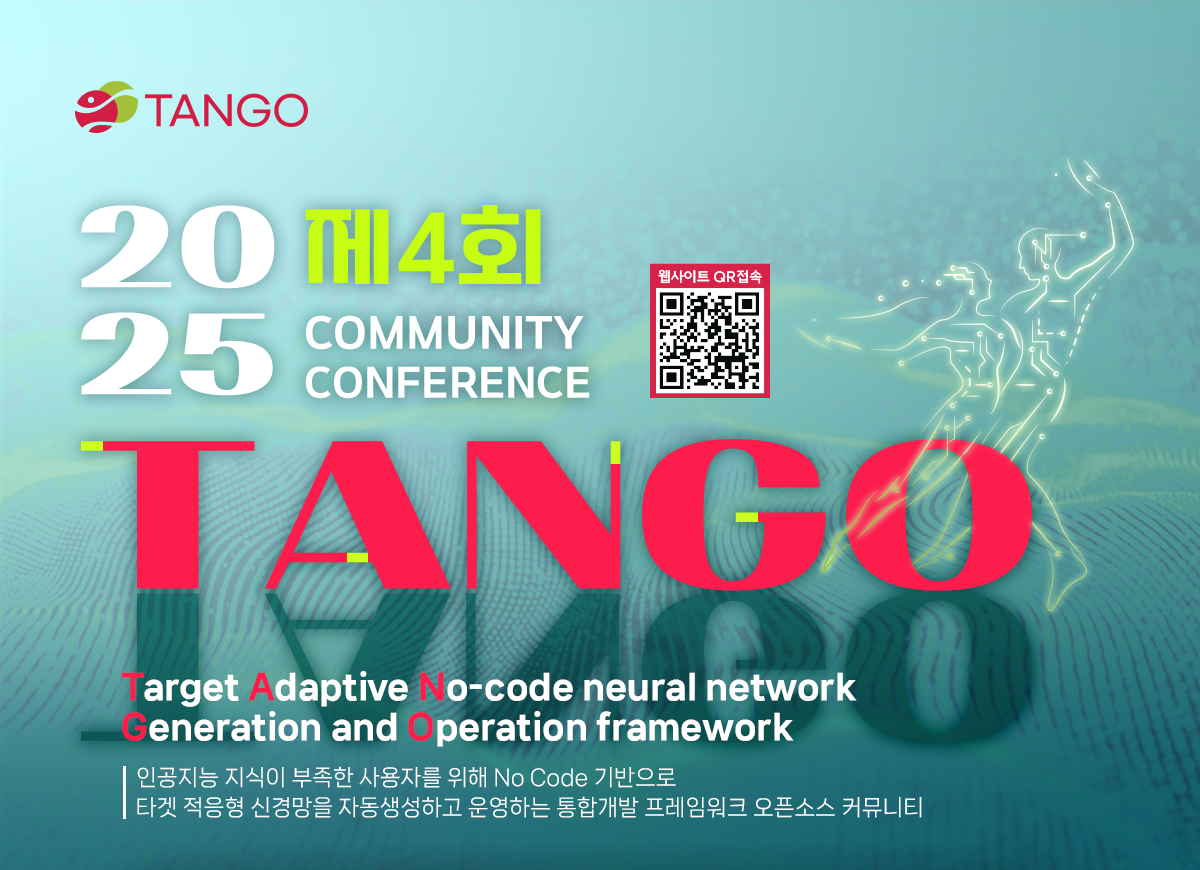 TANGO
20
25
제4회
COMMUNITY
CONFERENCE
웹사이트 QR접속
TANGO
Target Adaptive No-code neural network
Generation and Operation framework
인공지능 지식이 부족한 사용자를 위해 No Code 기반으로
타겟 적응형 신경망을 자동생성하고 운영하는 통합개발 프레임워크 오픈소스 커뮤니티